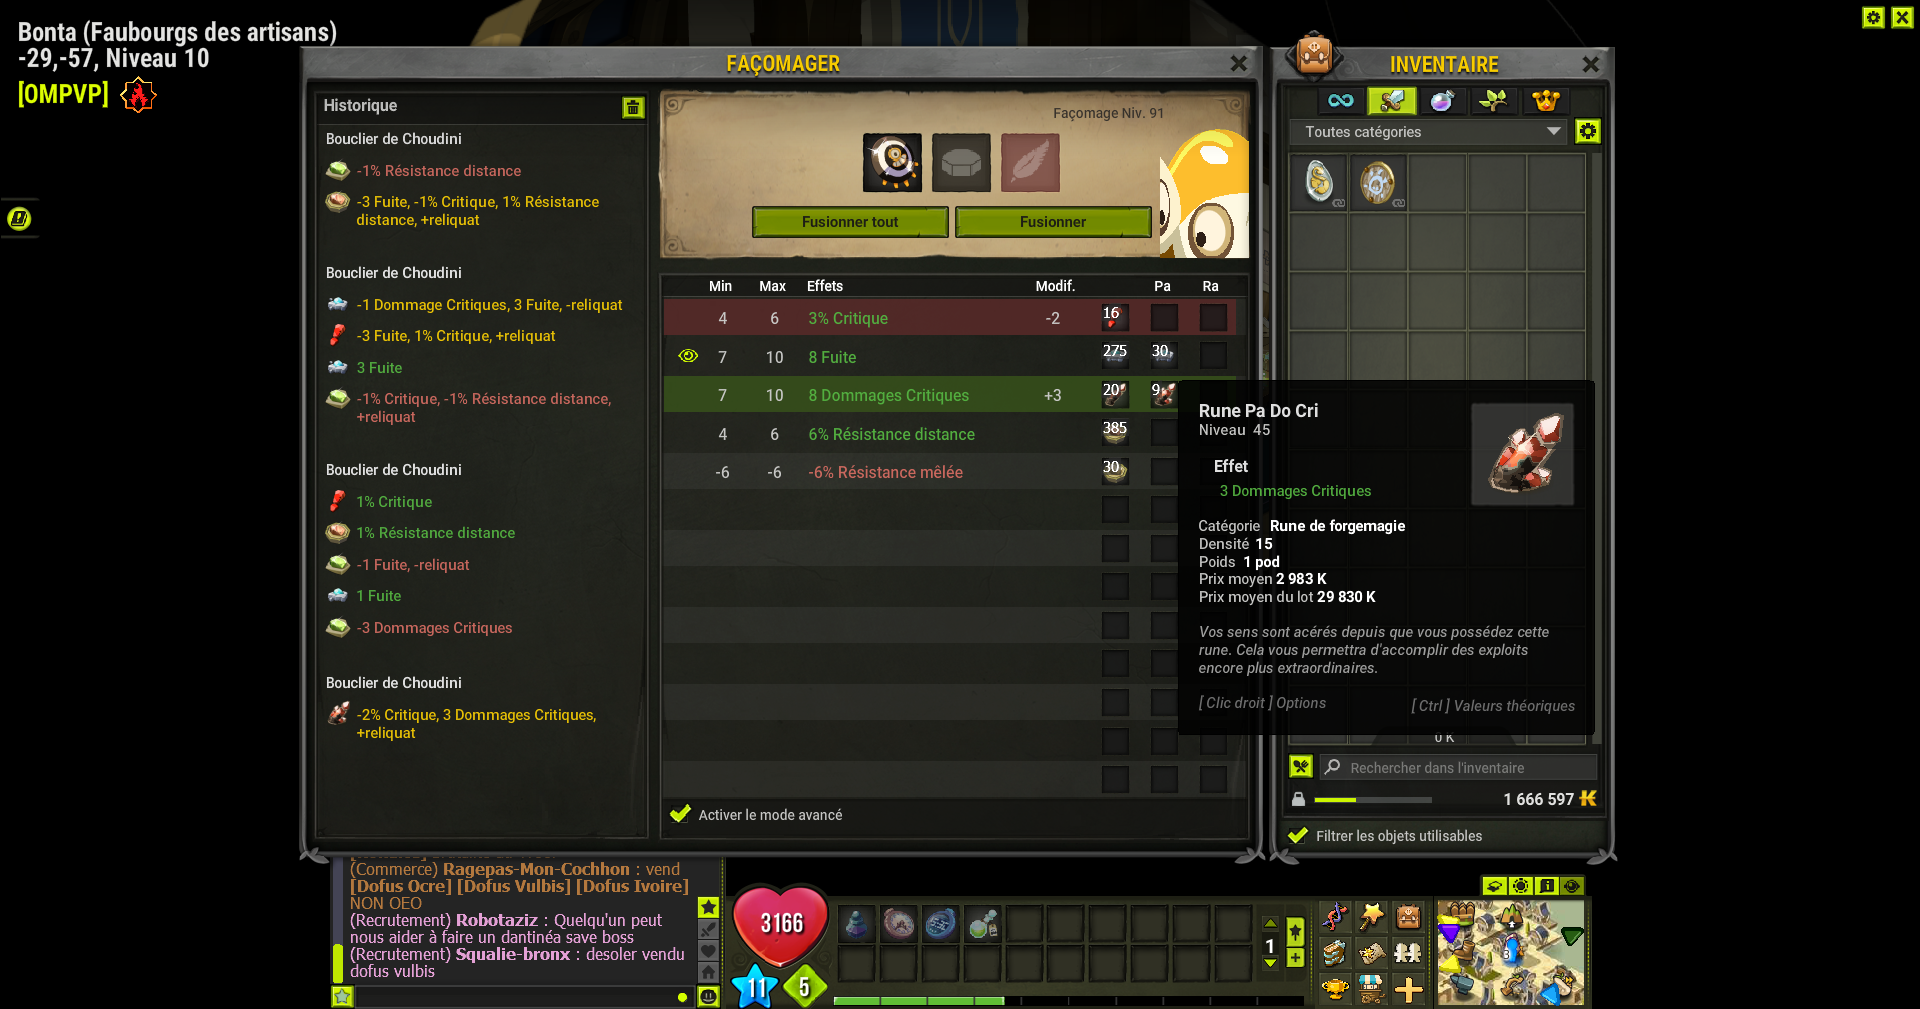 Bonta (Faubourgs des artisans)
-29,-57, Niveau 10
[OMPVP]
FAÇOMAGER
Historique
Bouclier de Choudini
-1% Résistance distance
-3 Fuite, -1% Critique, 1% Résistance
distance, +reliquat
Bouclier de Choudini
-1 Dommage Critiques, 3 Fuite, -reliquat
-3 Fuite, 1% Critique, +reliquat
3 Fuite
-1% Critique, -1% Résistance distance,
+reliquat
Bouclier de Choudini
1% Critique
1% Résistance distance
-1 Fuite, -reliquat
1 Fuite
-3 Dommages Critiques
Bouclier de Choudini
-2% Critique, 3 Dommages Critiques,
+reliquat
Façomage Niv. 91
Fusionner tout
Fusionner
Min Max Effets Modif. Pa Ra
4 6 3% Critique -2 16
7 10 8 Fuite 275 30
7 10 8 Dommages Critiques +3 20 9
4 6 6% Résistance distance 385
-6 -6 -6% Résistance mêlée 30
Activer le mode avancé
INVENTAIRE
Toutes catégories
Rune Pa Do Cri
Niveau 45
Effet
3 Dommages Critiques
Catégorie Rune de forgemagie
Densité 15
Poids 1 pod
Prix moyen 2 983 K
Prix moyen du lot 29 830 K
Vos sens sont acérés depuis que vous possédez cette
rune. Cela vous permettra d'accomplir des exploits
encore plus extraordinaires.
[ Clic droit ] Options
[ Ctrl ] Valeurs théoriques
0 K
Rechercher dans l'inventaire
1 666 597
Filtrer les objets utilisables
(Commerce) Ragepas-Mon-Cochhon : vend
[Dofus Ocre] [Dofus Vulbis] [Dofus Ivoire]
NON OEO
(Recrutement) Robotaziz : Quelqu'un peut
nous aider à faire un dantinéa save boss
(Recrutement) Squalie-bronx : desoler vendu
dofus vulbis
3166
11
5
1
3